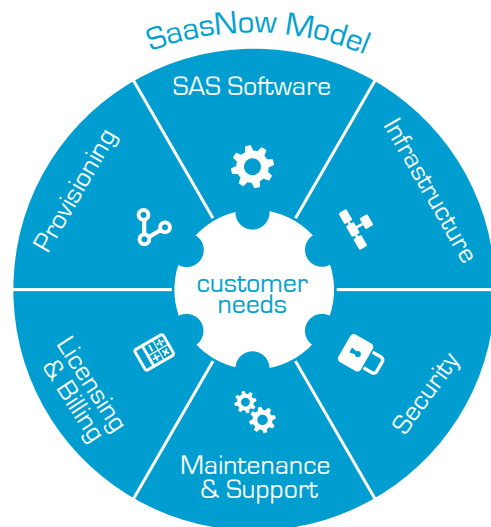 SaasNow Model
SAS Software
Infrastructure
Security
Maintenance
& Support
Licensing
& Billing
Provisioning
customer
needs